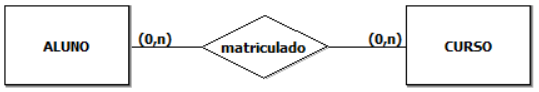 ALUNO
(0,n)
matriculado
(0,n)
CURSO